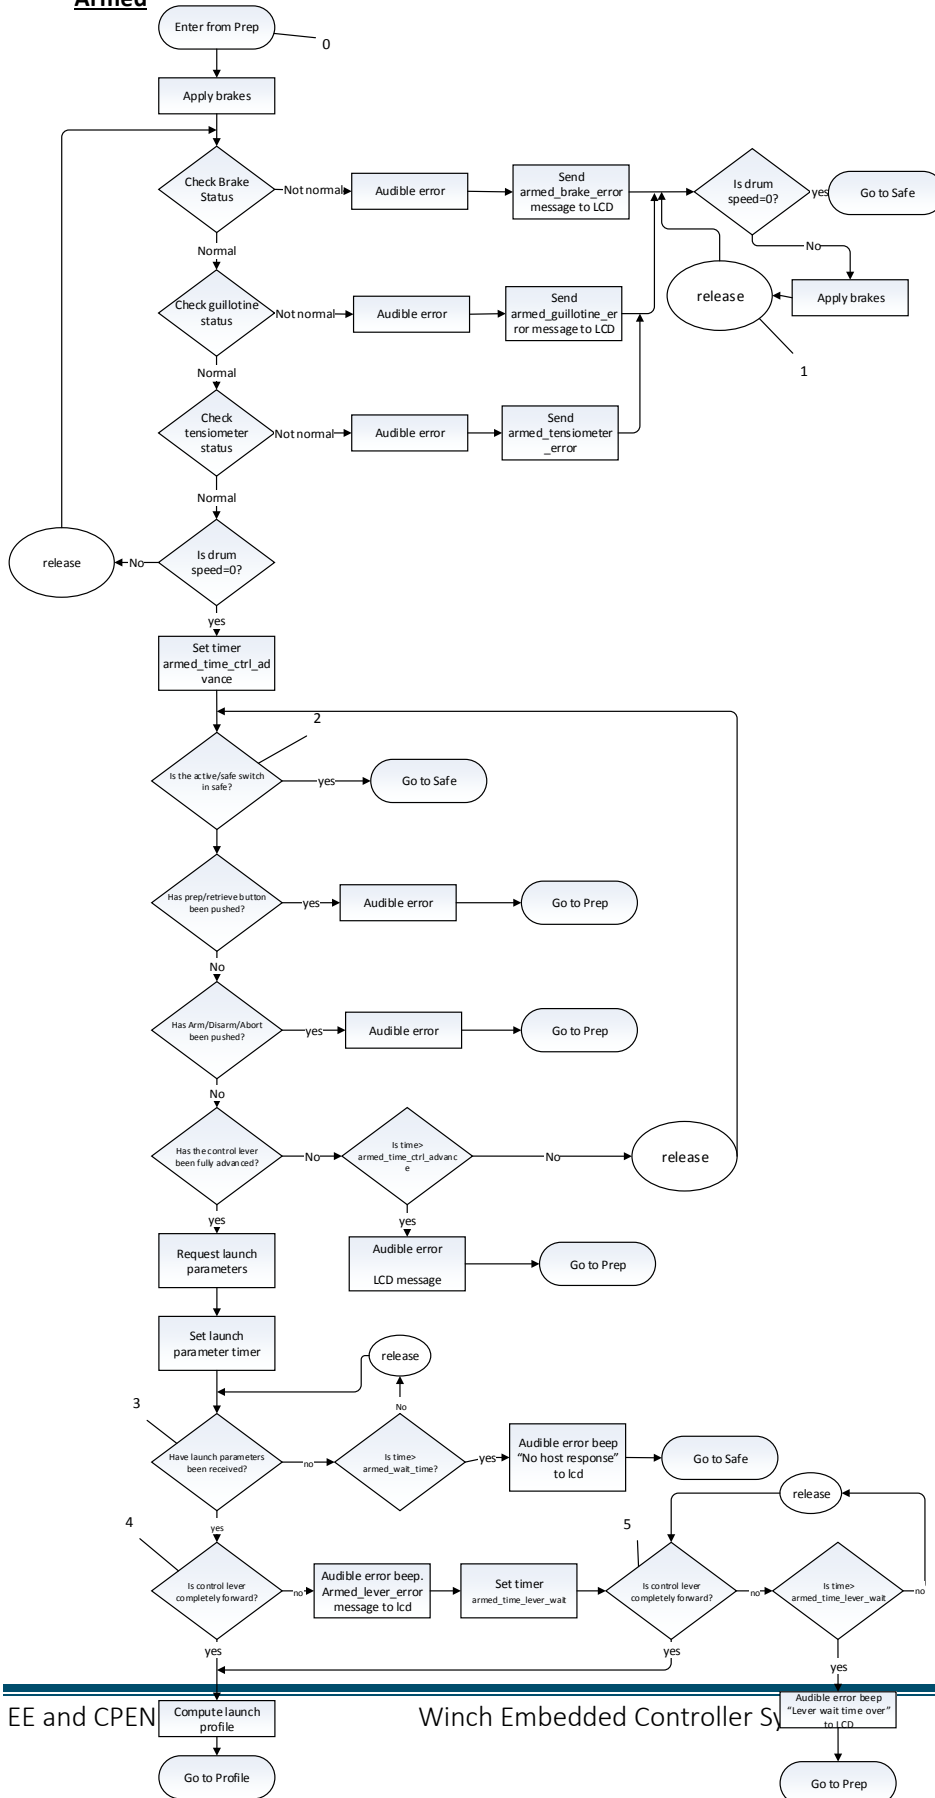 Armed
Enter from Prep
0
Apply brakes
Check Brake
Status
Not normal
Audible error
Send
armed_brake_error
message to LCD
Is drum
speed=0?
yes
Go to Safe
No
Apply brakes
release
1
Normal
Check guillotine
status
Not normal
Audible error
Send
armed_guillotine_er
ror message to LCD
Normal
Check
tensiometer
status
Not normal
Audible error
Send
armed_tensiometer
_error
Normal
Is drum
speed=0?
No
release
yes
Set timer
armed_time_ctrl_ad
vance
2
Is the active/safe switch
in safe?
yes
Go to Safe
Has prep/retrieve button
been pushed?
yes
Audible error
Go to Prep
No
Has Arm/Disarm/Abort
been pushed?
yes
Audible error
Go to Prep
No
Has the control lever
been fully advanced?
No
Is time>
armed_time_ctrl_advanc
e
No
release
yes
Audible error
LCD message
Go to Prep
yes
Request launch
parameters
Set launch
parameter timer
release
No
3
Have launch parameters
been received?
no
Is time>
armed_wait_time?
yes
Audible error beep
“No host response”
to lcd
Go to Safe
yes
4
Is control lever
completely forward?
no
Audible error beep.
Armed_lever_error
message to lcd
Set timer
armed_time_lever_wait
5
Is control lever
completely forward?
no
Is time>
armed_time_lever_wait
no
release
yes
yes
yes
Audible error beep
“Lever wait time over”
to LCD
Go to Prep
EE and CPEN
Winch Embedded Controller Sy
Compute launch
profile
Go to Profile